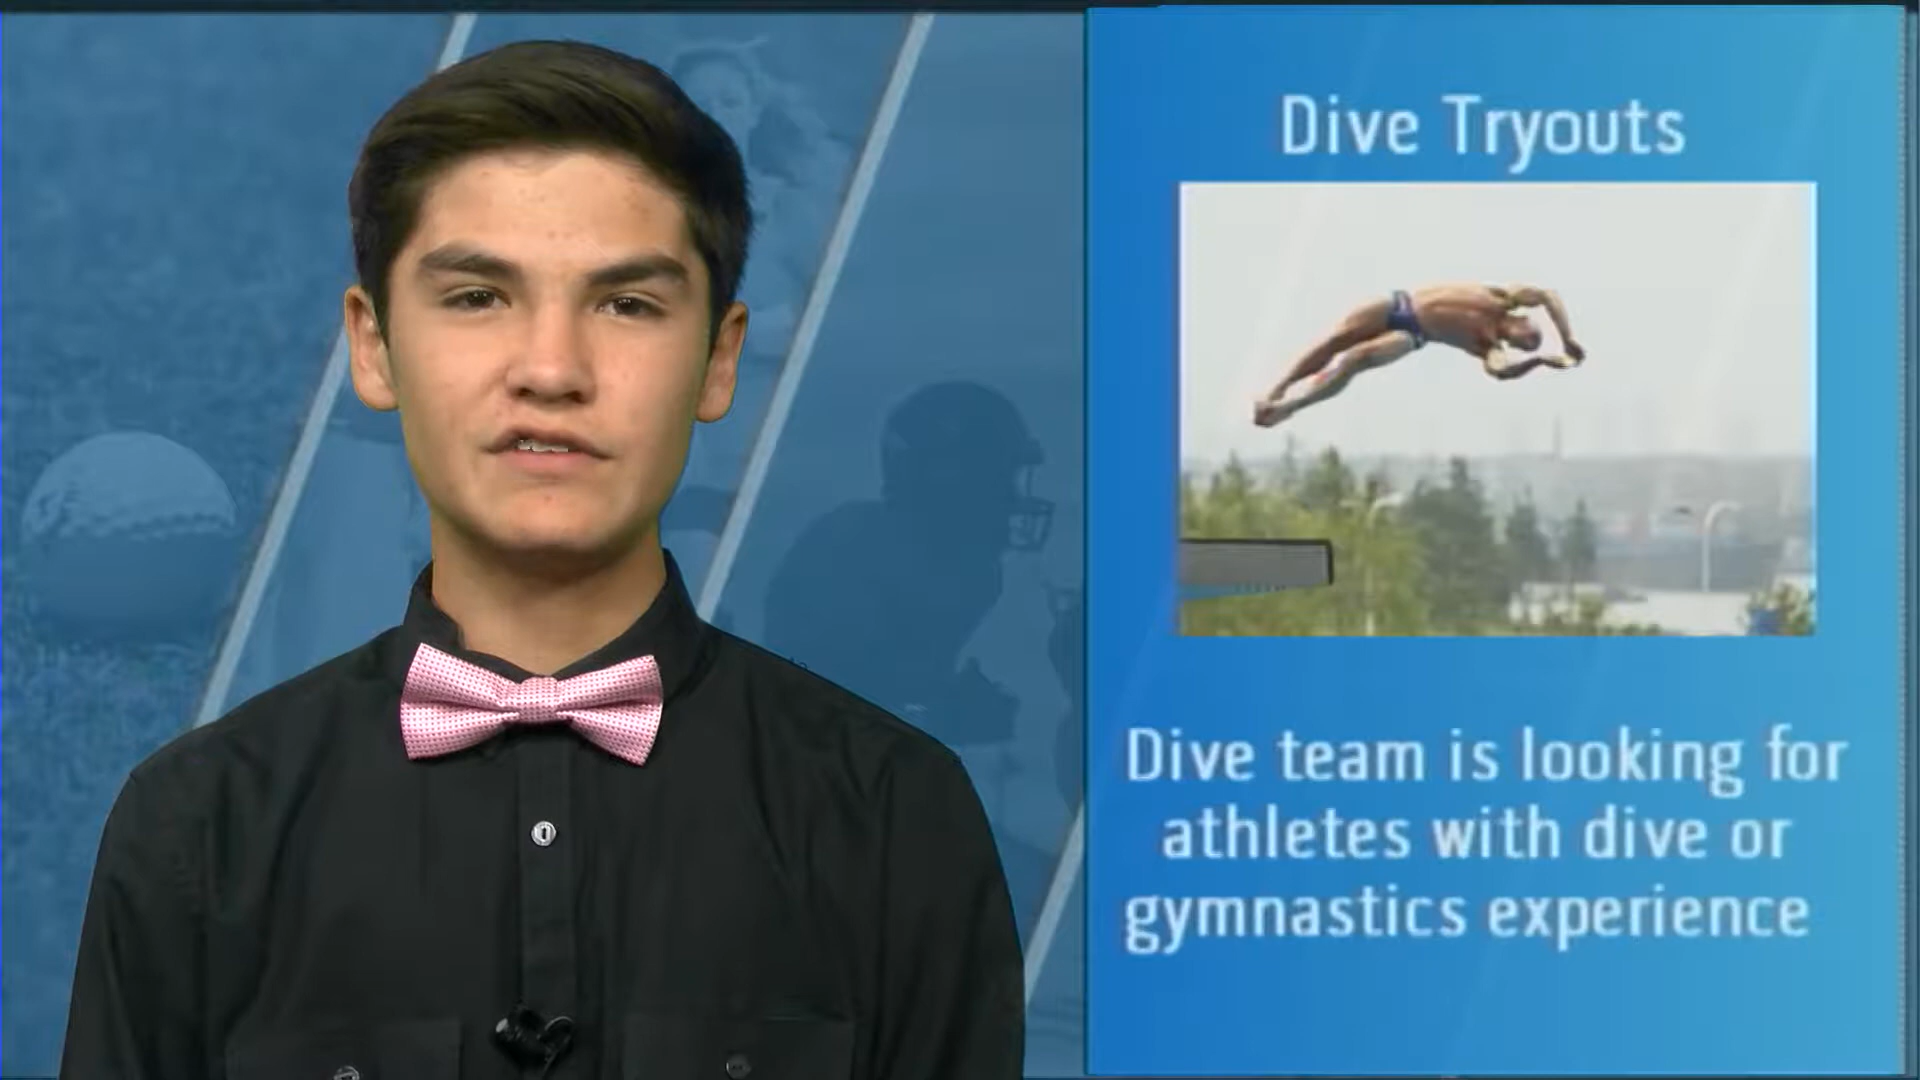 Dive Tryouts
Dive team is looking for
athletes with dive or
gymnastics experience